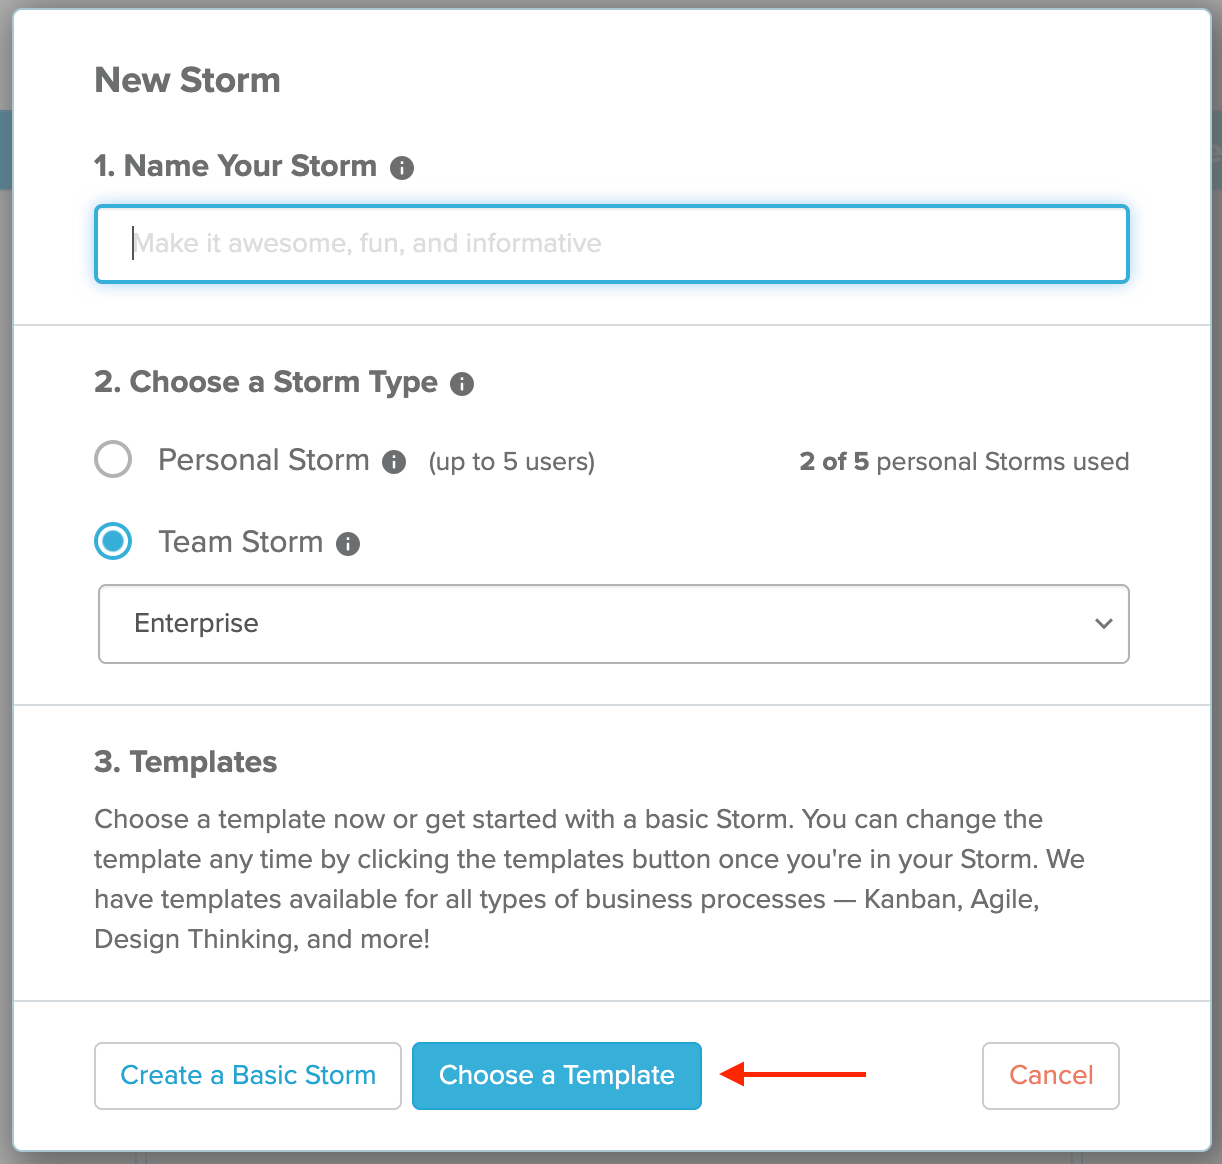 New Storm
1. Name Your Storm
Make it awesome, fun, and informative
2. Choose a Storm Type
Personal Storm (up to 5 users) 2 of 5 personal Storms used
Team Storm
Enterprise
3. Templates
Choose a template now or get started with a basic Storm. You can change the
template any time by clicking the templates button once you're in your Storm. We
have templates available for all types of business processes — Kanban, Agile,
Design Thinking, and more!
Create a Basic Storm Choose a Template Cancel